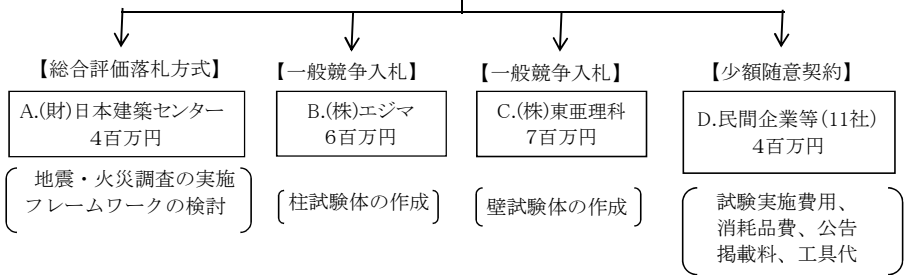 【総合評価落札方式】
A.(財)日本建築センター
4百万円
地震・火災調査の実施
フレームワークの検討
【一般競争入札】
B.(株)エジマ
6百万円
柱試験体の作成
【一般競争入札】
C.(株)東亜理科
7百万円
壁試験体の作成
【少額随意契約】
D.民間企業等(11社)
4百万円
試験実施費用、
消耗品費、公告
掲載料、工具代